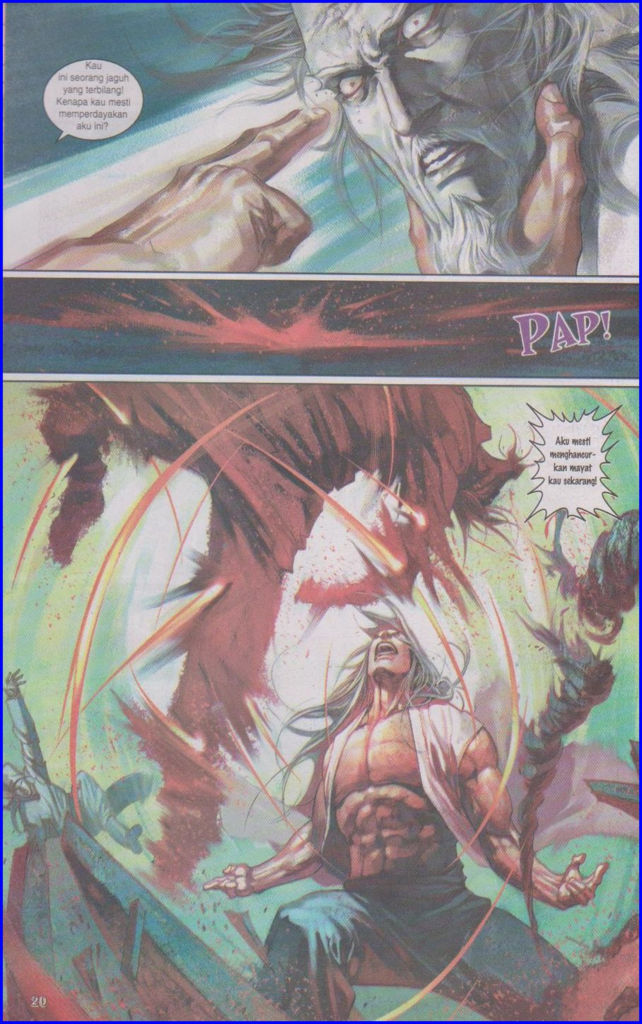 Kau
ini seorang jaguh
yang terbilang!
Kenapa kau mesti
memperdayakan
aku ini?
PAP!
Aku mesti
menghancur-
kan mayat
kau sekarang!
20